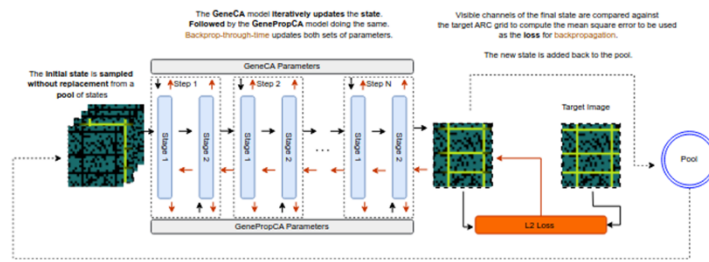 The GeneCA model iteratively updates the state.
Followed by the GenePropCA model doing the same.
Backprop-through-time updates both sets of parameters.
Visible channels of the final state are compared against
the target ARC grid to compute the mean square error to be used
as the loss for backpropagation.
The new state is added back to the pool.
The initial state is sampled
without replacement from a
pool of states
GeneCA Parameters
Step 1
Step 2
Step N
Stage 1
Stage 2
Stage 1
Stage 2
...
Stage 1
Stage 2
GenePropCA Parameters
Target Image
Pool
L2 Loss